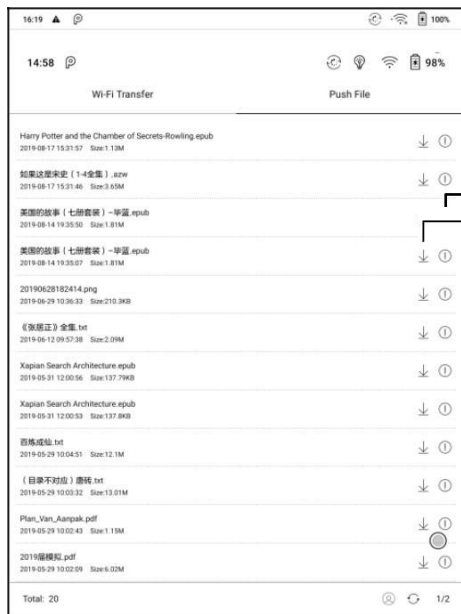 16:19 100%
14:58 98%
Wi-Fi Transfer Push File
Harry Potter and the Chamber of Secrets-Rowling.epub
2019-08-17 15:31:57 Size:1.13M
如果这是宋史（1-4全集）.azw
2019-08-17 15:31:46 Size:3.65M
美国的故事（七册套装）－毕蓝.epub
2019-08-14 19:35:50 Size:1.81M
美国的故事（七册套装）－毕蓝.epub
2019-08-14 19:35:07 Size:1.81M
20190628182414.png
2019-06-29 10:36:33 Size:210.3KB
《张居正》全集.txt
2019-06-12 09:57:38 Size:2.09M
Xapian Search Architecture.epub
2019-05-31 12:00:56 Size:137.79KB
Xapian Search Architecture.epub
2019-05-31 12:00:53 Size:137.8KB
百炼成仙.txt
2019-05-29 10:04:51 Size:12.1M
（目录不对应）唐砖.txt
2019-05-29 10:03:32 Size:13.01M
Plan_Van_Aanpak.pdf
2019-05-29 10:02:43 Size:1.15M
2019届模拟.pdf
2019-05-29 10:02:09 Size:6.02M
Total: 20 1/2